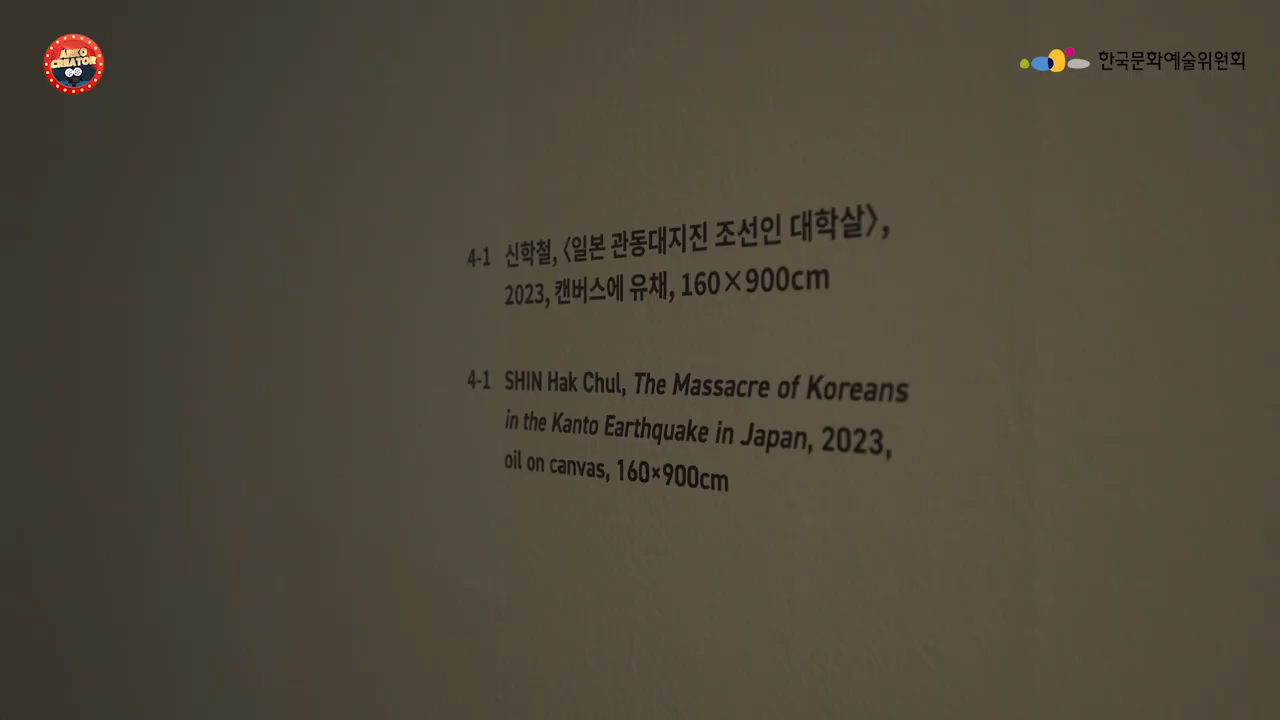 ARKO
CREATOR
한국문화예술위원회
4-1 신학철, 〈일본 관동대지진 조선인 대학살〉,
2023, 캔버스에 유채, 160×900cm
4-1 SHIN Hak Chul, The Massacre of Koreans
in the Kanto Earthquake in Japan, 2023,
oil on canvas, 160×900cm